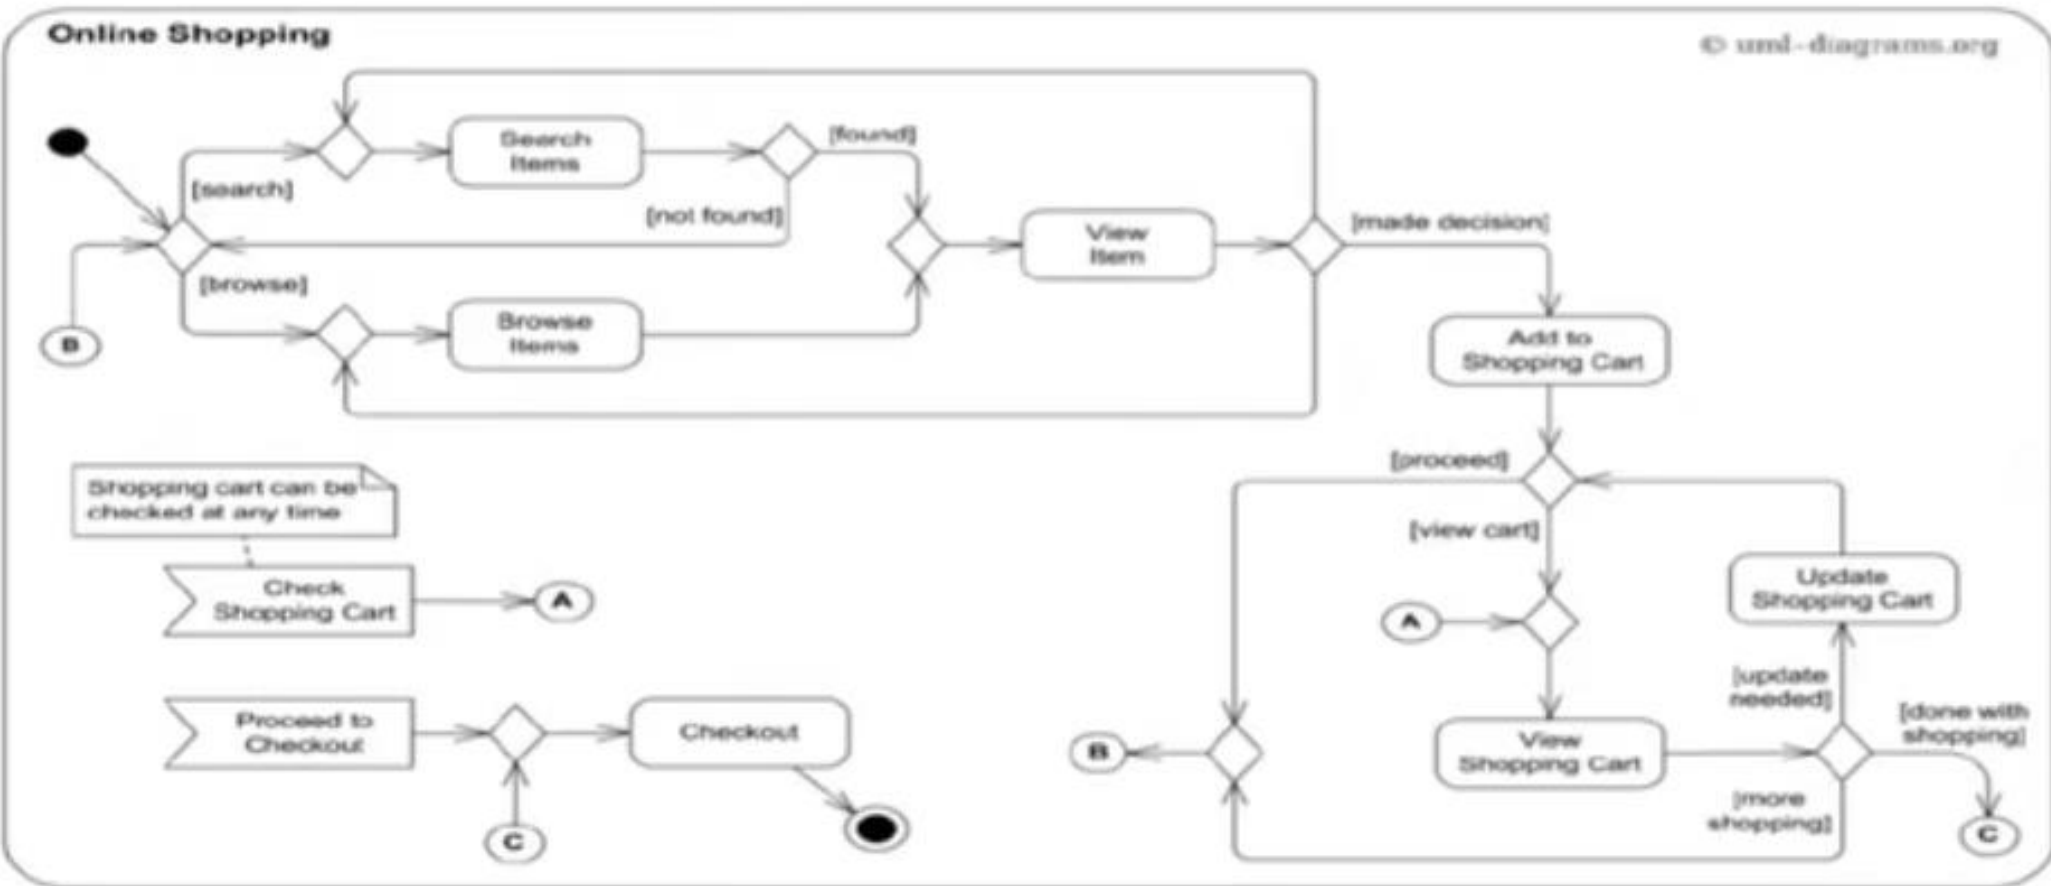 Online Shopping
© uml-diagrams.org
[search]
Search
Items
[found]
[not found]
[browse]
Browse
Items
View
Item
[made decision]
B
Add to
Shopping Cart
Shopping cart can be
checked at any time
Check
Shopping Cart
A
[proceed]
[view cart]
A
Update
Shopping Cart
[update
needed]
[done with
shopping]
View
Shopping Cart
B
[more
shopping]
C
Proceed to
Checkout
Checkout
C